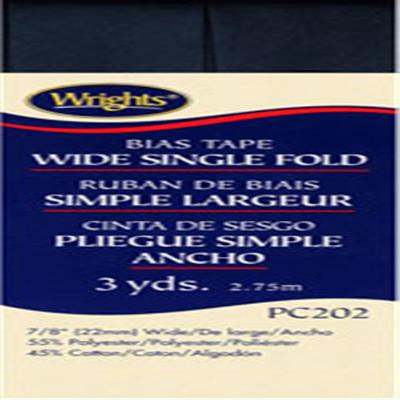 Wrights®
BIAS TAPE
WIDE SINGLE FOLD
RUBAN DE BIAIS
SIMPLE LARGEUR
CINTA DE SESGO
PLIEGUE SIMPLE
ANCHO
3 yds. 2.75m
PC202
7/8" (22mm) Wide/De large/Ancho
55% Polyester/Polyester/Poliéster
45% Cotton/Coton/Algodón